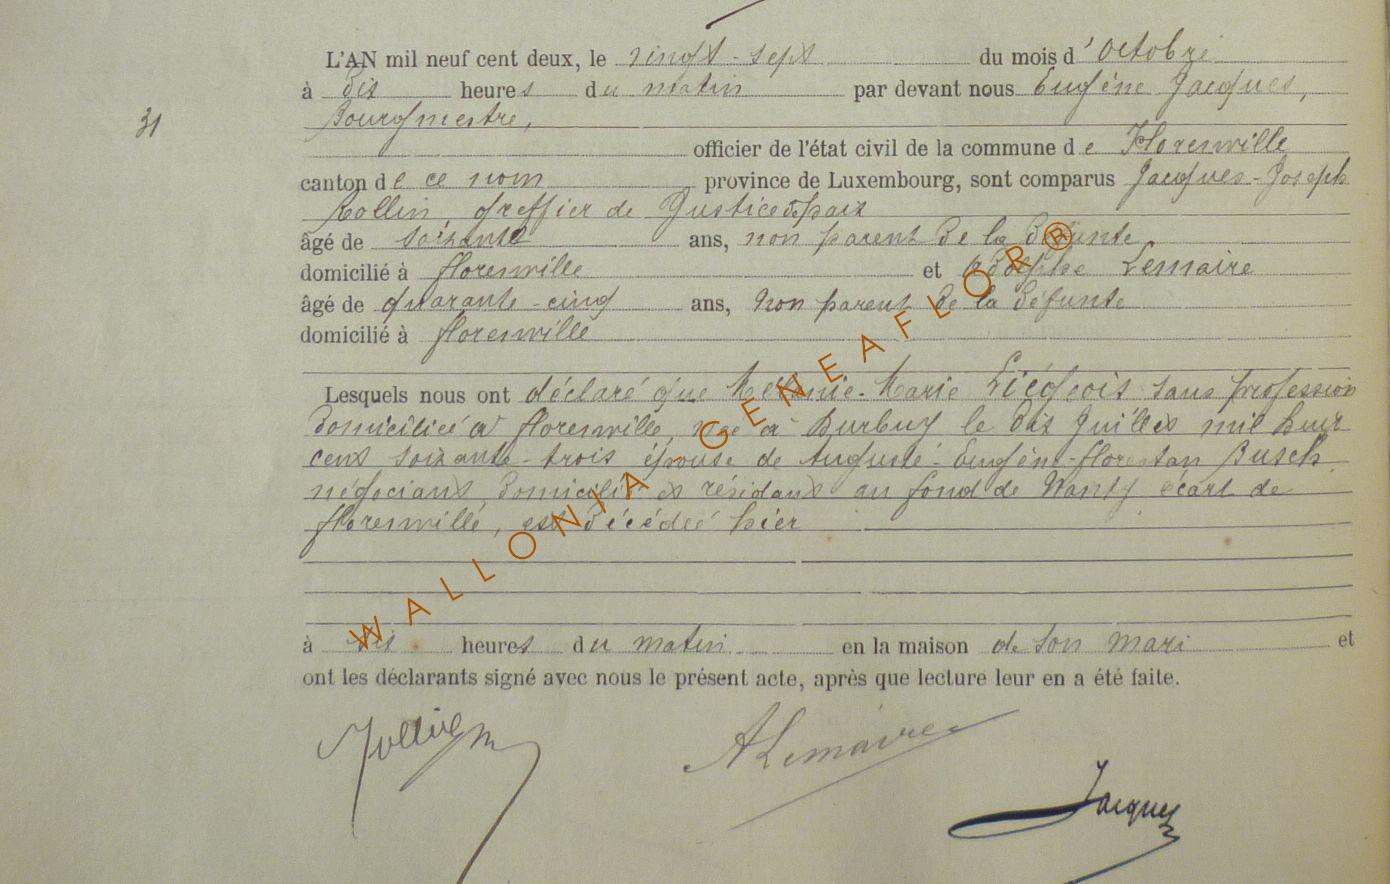 L'AN mil neuf cent deux, le vingt-sept du mois d'Octobre
à dix heures du matin par devant nous Eugène Jacques,
31
Bourgmestre,
officier de l'état civil de la commune de Florenville
canton de ce nom province de Luxembourg, sont comparus Jacques-Joseph
Rollin, greffier de Justice de paix
âgé de soixante ans, non parent de la défunte
domicilié à florenville et Adolphe Lemaire
âgé de quarante-cinq ans, non parent de la défunte
domicilié à florenville
Lesquels nous ont déclaré que Mélanie-Marie Liégeois sans profession
domiciliée à florenville, née à Durbuy le dix Juillet mil huit
cent soixante-trois épouse de Auguste-Eugène-florentan Busch
négociant, domicilié et résidant au fond de Wanty écart de
florenville, est décédée hier
à dix heures du matin en la maison de son mari et
ont les déclarants signé avec nous le présent acte, après que lecture leur en a été faite.
ALemaire
Jacques
WALLONIA GENEAFLOR®